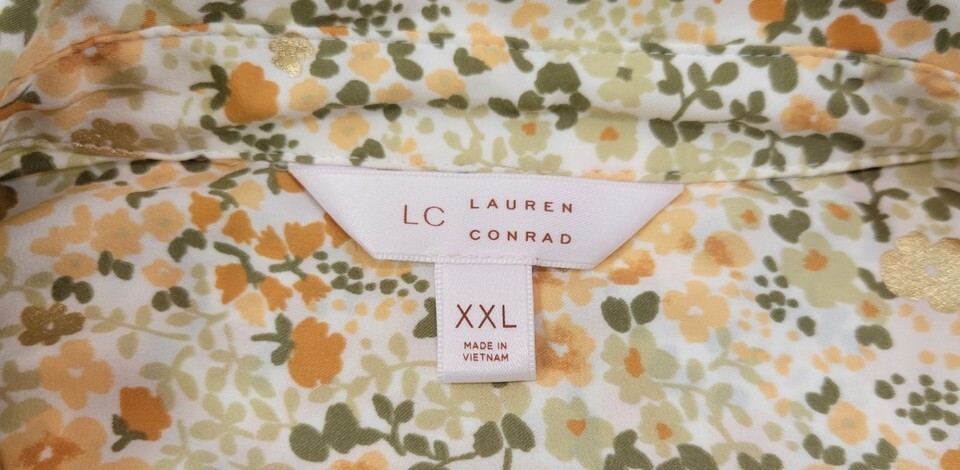 LC LAUREN
CONRAD
XXL
MADE IN
VIETNAM